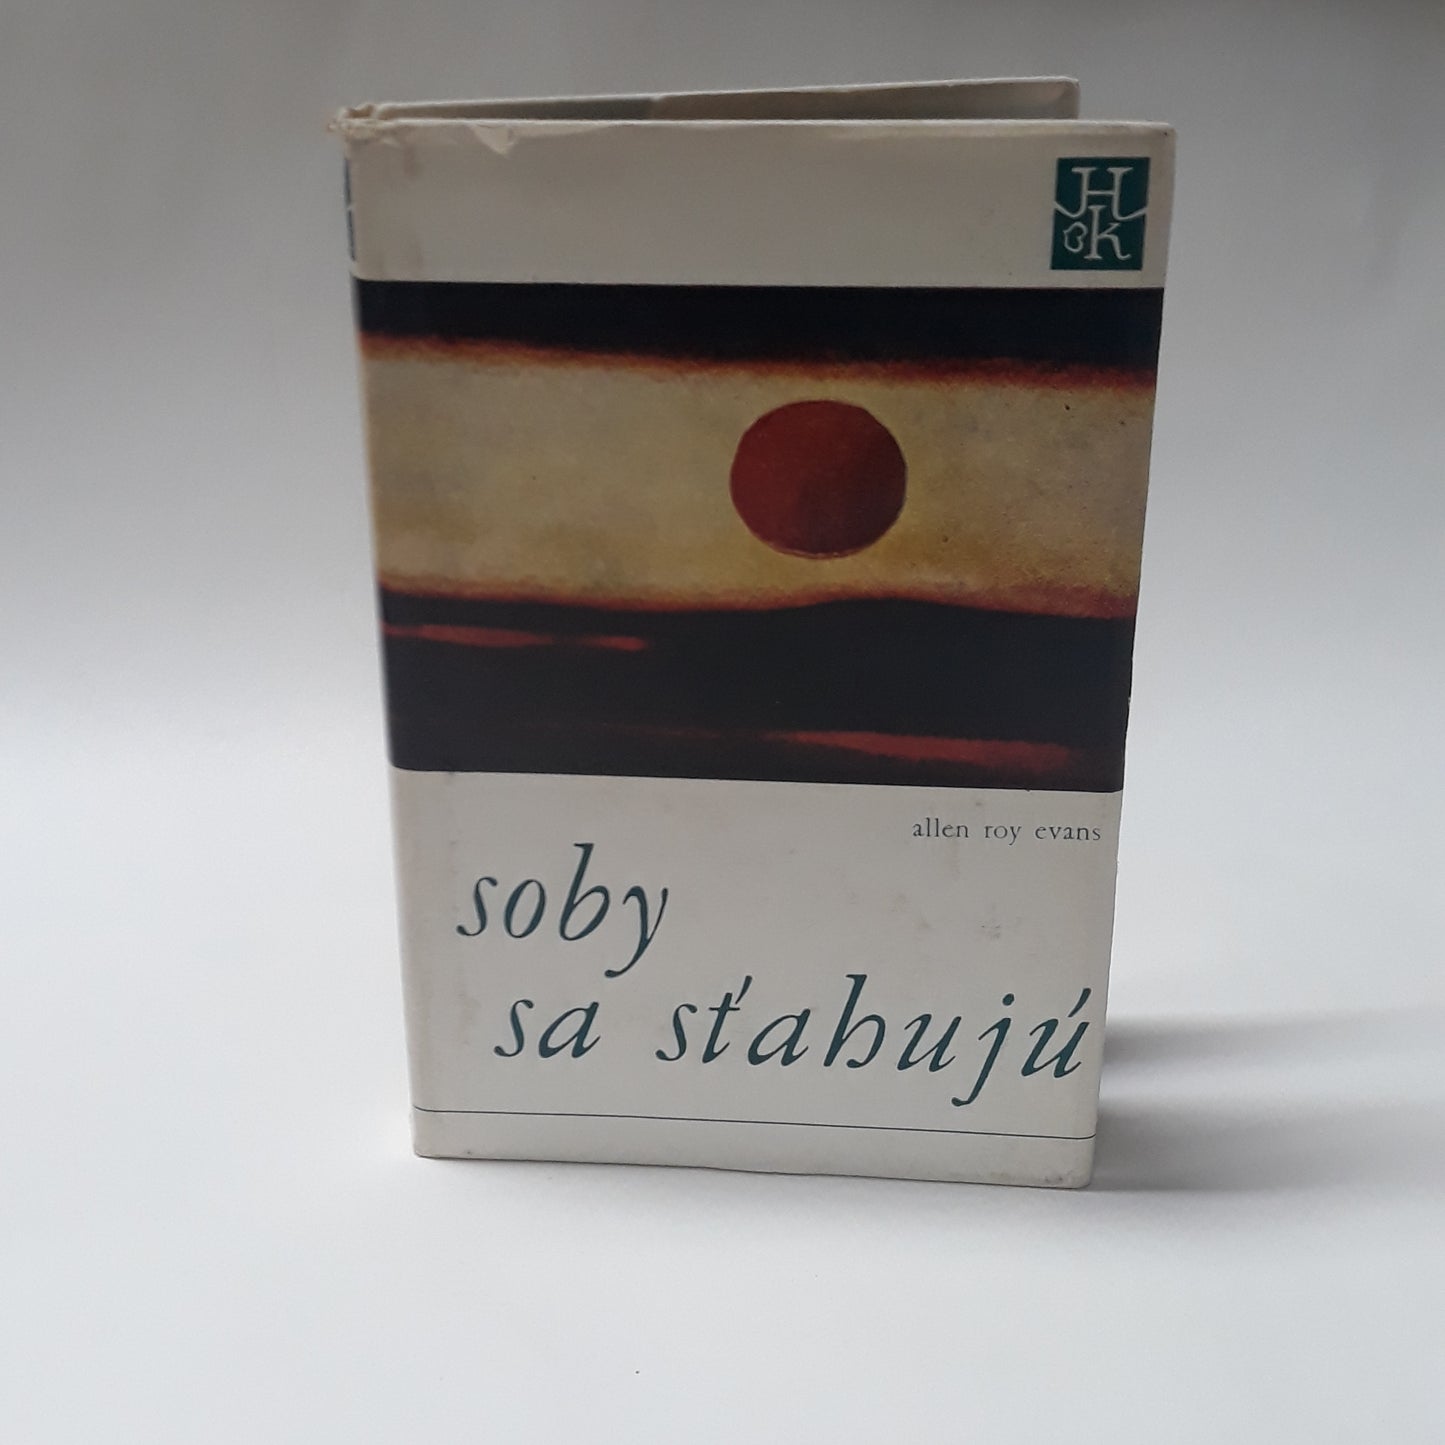 H
k
allen roy evans
soby
sa sťahujú